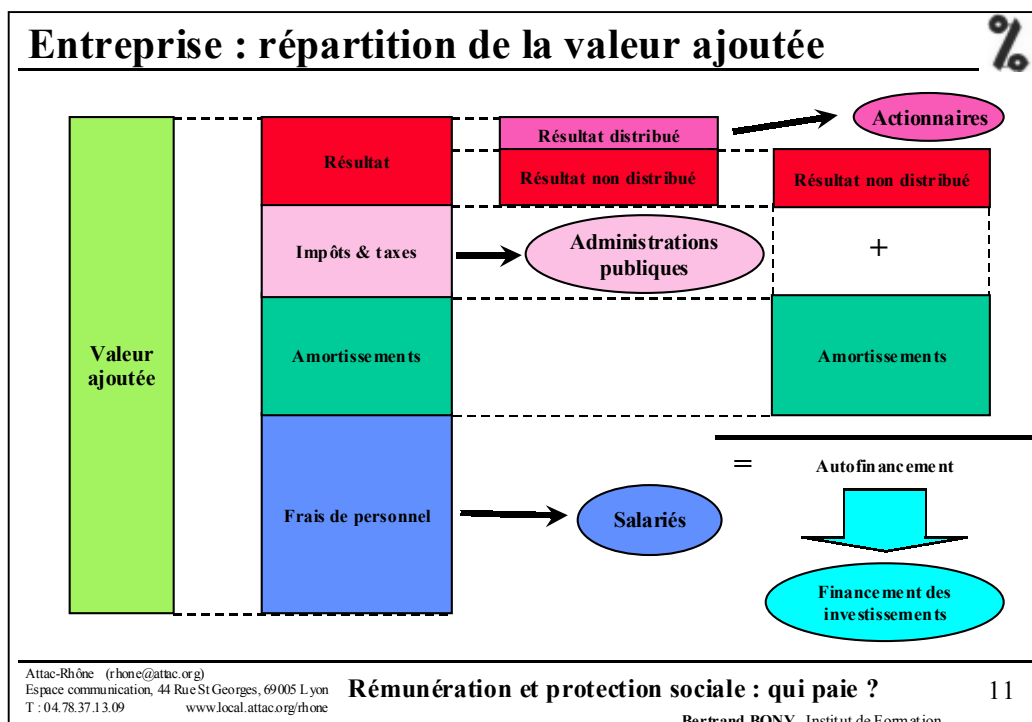 Entreprise : répartition de la valeur ajoutée
%
Valeur
ajoutée
Résultat
Impôts & taxes
Amortissements
Frais de personnel
Résultat distribué
Résultat non distribué
Actionnaires
Administrations
publiques
Salariés
Résultat non distribué
+
Amortissements
=
Autofinancement
Financement des
investissements
Attac-Rhône (rhone@attac.org)
Espace communication, 44 Rue St Georges, 69005 Lyon
T : 04.78.37.13.09 www.local.attac.org/rhone
Rémunération et protection sociale : qui paie ?
11
Bertrand BONY Institut de Formation